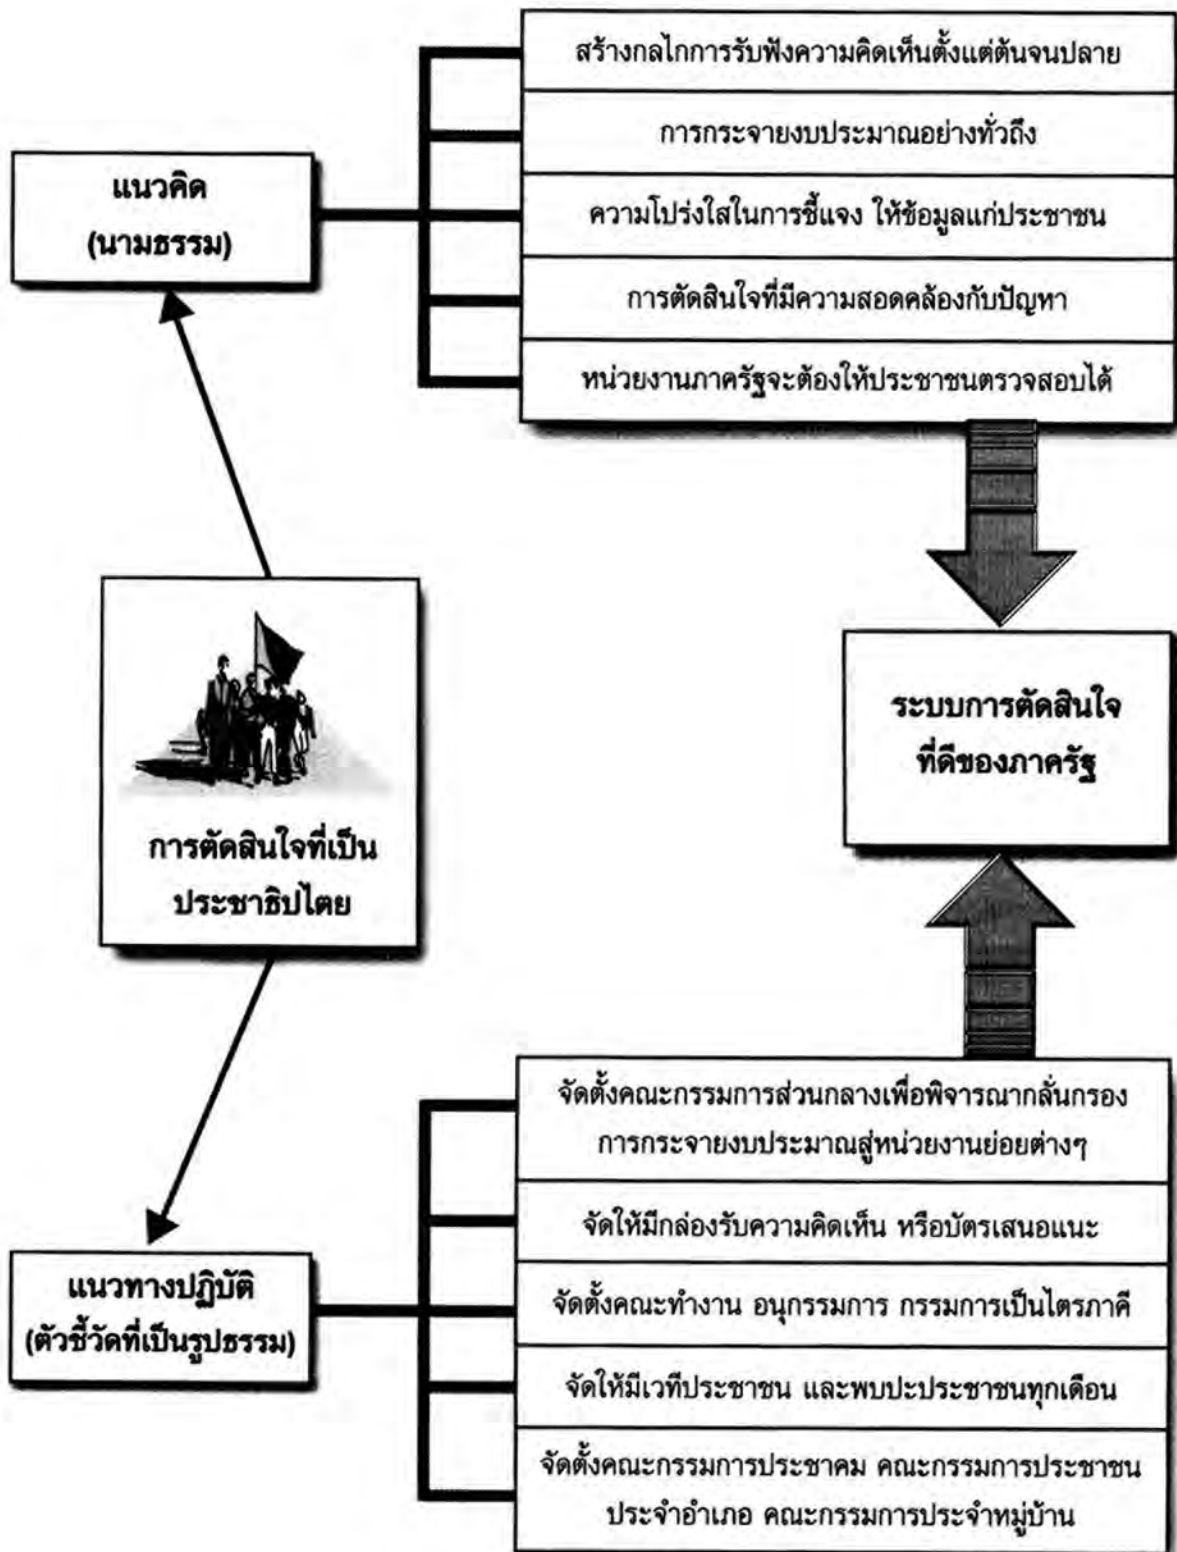 สร้างกลไกการรับฟังความคิดเห็นตั้งแต่ต้นจนปลาย
การกระจายงบประมาณอย่างทั่วถึง
แนวคิด
(นามธรรม)
ความโปร่งใสในการชี้แจง ให้ข้อมูลแก่ประชาชน
การตัดสินใจที่มีความสอดคล้องกับปัญหา
หน่วยงานภาครัฐจะต้องให้ประชาชนตรวจสอบได้
ระบบการตัดสินใจ
ที่ดีของภาครัฐ
การตัดสินใจที่เป็น
ประชาธิปไตย
จัดตั้งคณะกรรมการส่วนกลางเพื่อพิจารณากลั่นกรอง
การกระจายงบประมาณสู่หน่วยงานย่อยต่างๆ
จัดให้มีกล่องรับความคิดเห็น หรือบัตรเสนอแนะ
แนวทางปฏิบัติ
(ตัวชี้วัดที่เป็นรูปธรรม)
จัดตั้งคณะทำงาน อนุกรรมการ กรรมการเป็นไตรภาคี
จัดให้มีเวทีประชาชน และพบปะประชาชนทุกเดือน
จัดตั้งคณะกรรมการประชาคม คณะกรรมการประชาชน
ประจำอำเภอ คณะกรรมการประจำหมู่บ้าน